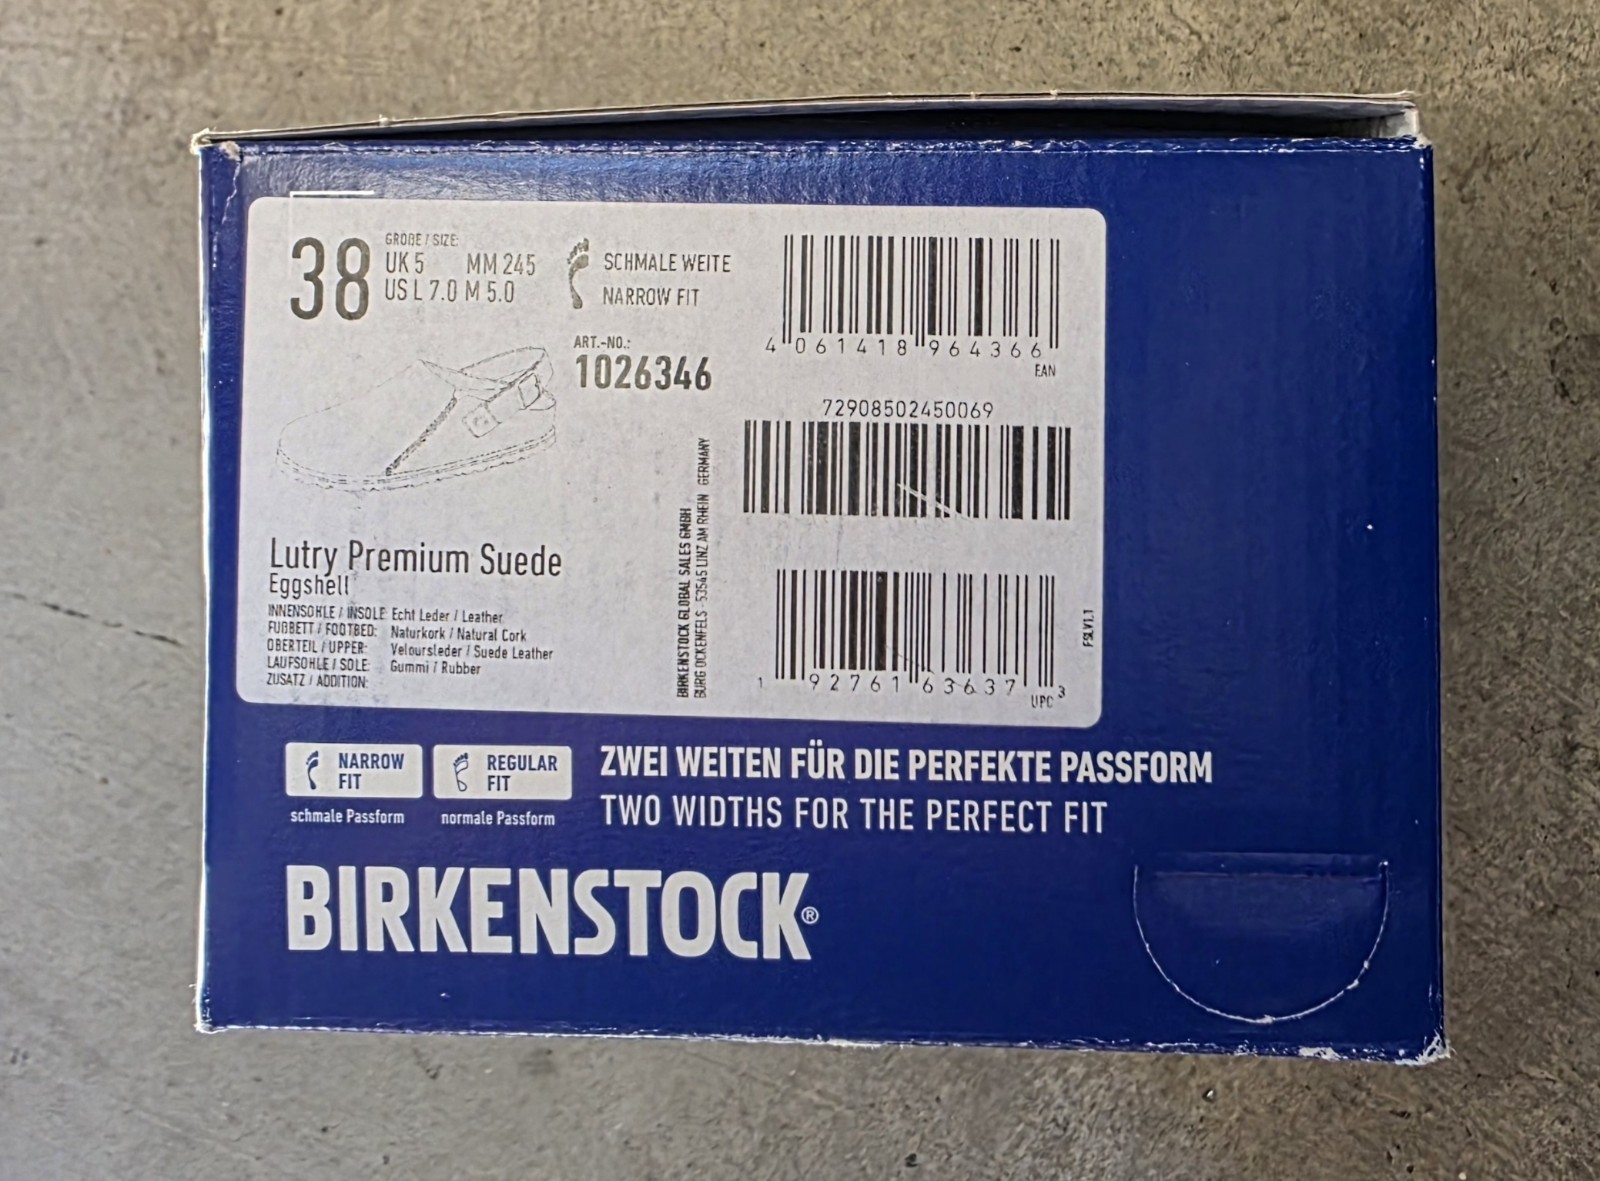 38
GRÖßE / SIZE:
UK 5 MM 245
US L 7.0 M 5.0
SCHMALE WEITE
NARROW FIT
ART.-NO.:
1026346
4 061418 964366
EAN
72908502450069
Lutry Premium Suede
Eggshell
INNENSOHLE / INSOLE: Echt Leder / Leather
FUßBETT / FOOTBED: Naturkork / Natural Cork
OBERTEIL / UPPER: Veloursleder / Suede Leather
LAUFSOHLE / SOLE: Gummi / Rubber
ZUSATZ / ADDITION:
BIRKENSTOCK GLOBAL SALES GMBH
BURG OCKENFELS - 53545 LINZ AM RHEIN GERMANY
1 92761 63637 3
UPC
FSLV1.1
NARROW
FIT
schmale Passform
REGULAR
FIT
normale Passform
ZWEI WEITEN FÜR DIE PERFEKTE PASSFORM
TWO WIDTHS FOR THE PERFECT FIT
BIRKENSTOCK®